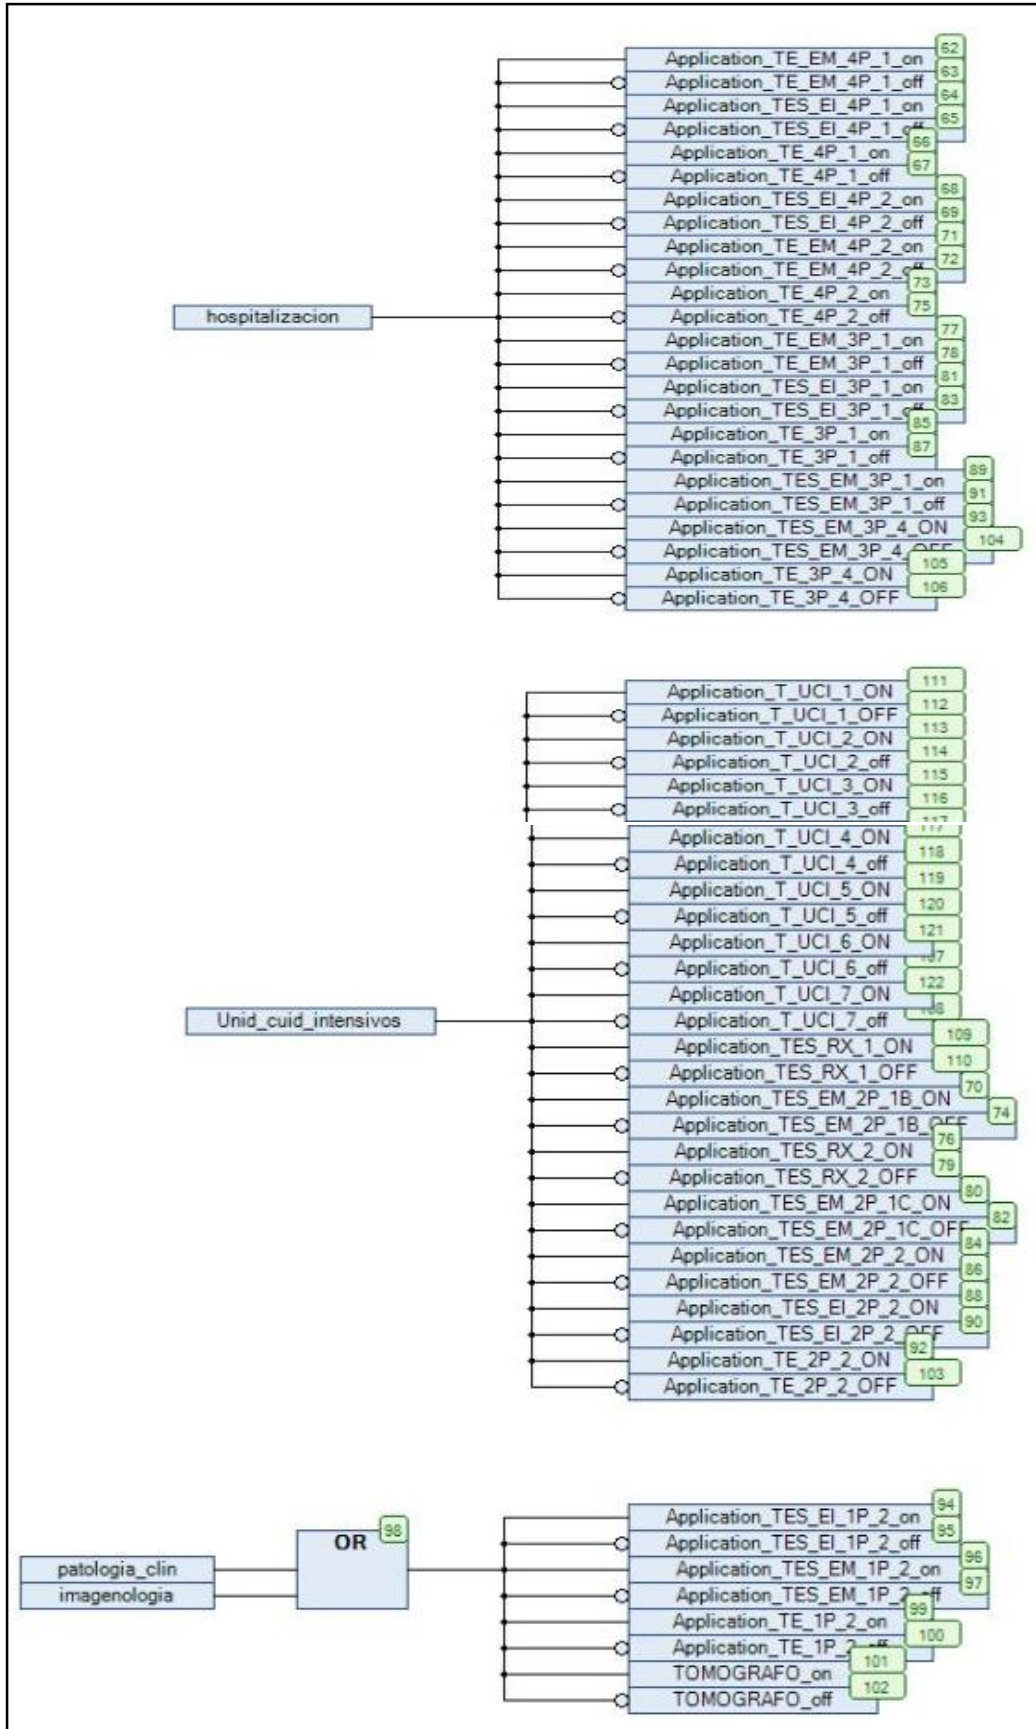 62
Application_TE_EM_4P_1_on
63
Application_TE_EM_4P_1_off
64
Application_TES_EI_4P_1_on
65
Application_TES_EI_4P_1_off
66
Application_TE_4P_1_on
67
Application_TE_4P_1_off
68
Application_TES_EI_4P_2_on
69
Application_TES_EI_4P_2_off
71
Application_TE_EM_4P_2_on
72
Application_TE_EM_4P_2_off
73
Application_TE_4P_2_on
75
hospitalizacion
Application_TE_4P_2_off
77
Application_TE_EM_3P_1_on
78
Application_TE_EM_3P_1_off
81
Application_TES_EI_3P_1_on
83
Application_TES_EI_3P_1_off
85
Application_TE_3P_1_on
87
Application_TE_3P_1_off
89
Application_TES_EM_3P_1_on
91
Application_TES_EM_3P_1_off
93
Application_TES_EM_3P_4_ON
104
Application_TES_EM_3P_4_OFF
105
Application_TE_3P_4_ON
106
Application_TE_3P_4_OFF
111
Application_T_UCI_1_ON
112
Application_T_UCI_1_OFF
113
Application_T_UCI_2_ON
114
Application_T_UCI_2_off
115
Application_T_UCI_3_ON
116
Application_T_UCI_3_off
117
Application_T_UCI_4_ON
118
Application_T_UCI_4_off
119
Application_T_UCI_5_ON
120
Application_T_UCI_5_off
121
Application_T_UCI_6_ON
107
Application_T_UCI_6_off
122
Application_T_UCI_7_ON
108
Unid_cuid_intensivos
Application_T_UCI_7_off
109
Application_TES_RX_1_ON
110
Application_TES_RX_1_OFF
70
Application_TES_EM_2P_1B_ON
74
Application_TES_EM_2P_1B_OFF
76
Application_TES_RX_2_ON
79
Application_TES_RX_2_OFF
80
Application_TES_EM_2P_1C_ON
82
Application_TES_EM_2P_1C_OFF
84
Application_TES_EM_2P_2_ON
86
Application_TES_EM_2P_2_OFF
88
Application_TES_EI_2P_2_ON
90
Application_TES_EI_2P_2_OFF
92
Application_TE_2P_2_ON
103
Application_TE_2P_2_OFF
94
Application_TES_EI_1P_2_on
95
OR
98
Application_TES_EI_1P_2_off
96
patologia_clin
Application_TES_EM_1P_2_on
97
imagenologia
Application_TES_EM_1P_2_off
99
Application_TE_1P_2_on
100
Application_TE_1P_2_off
101
TOMOGRAFO_on
102
TOMOGRAFO_off